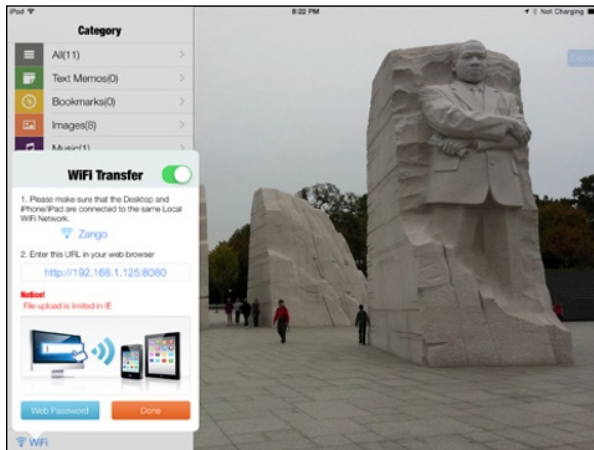 iPad
8:22 PM
Not Charging
Category
All(11)
Text Memos(0)
Bookmarks(0)
Images(8)
Music(1)
WiFi Transfer
1. Please make sure that the Desktop and
iPhone/iPad are connected to the same Local
WiFi Network.
Zango
2. Enter this URL in your web browser
http://192.168.1.125:8080
Notice!
File upload is limited in IE
Web Password
Done
WiFi